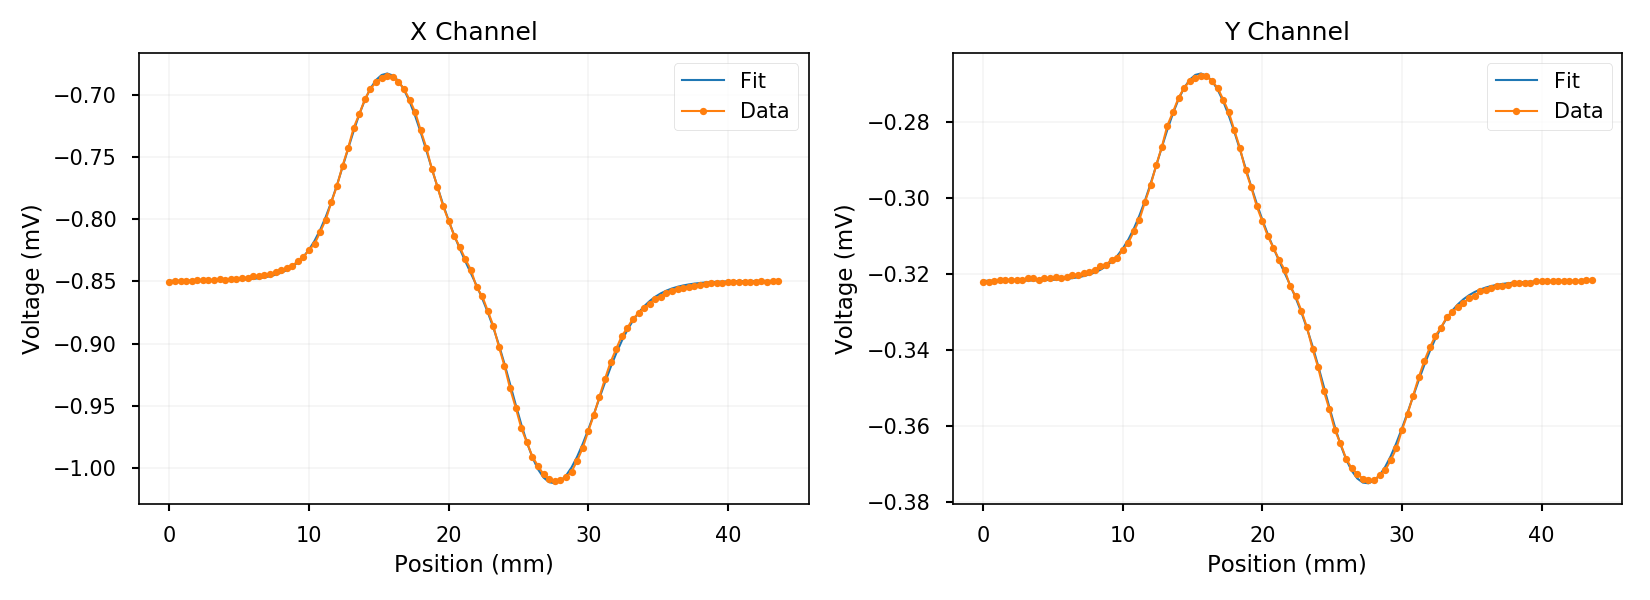 X Channel
Voltage (mV)
−0.70
−0.75
−0.80
−0.85
−0.90
−0.95
−1.00
0
10
20
30
40
Position (mm)
Fit
Data
Y Channel
Voltage (mV)
−0.28
−0.30
−0.32
−0.34
−0.36
−0.38
0
10
20
30
40
Position (mm)
Fit
Data